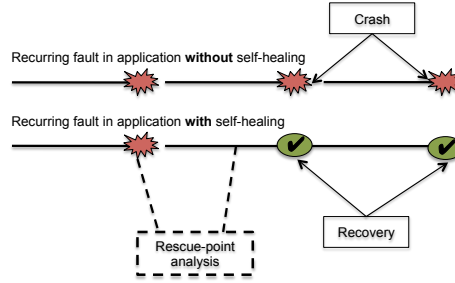 Crash
Recurring fault in application without self-healing
Recurring fault in application with self-healing
Rescue-point
analysis
Recovery